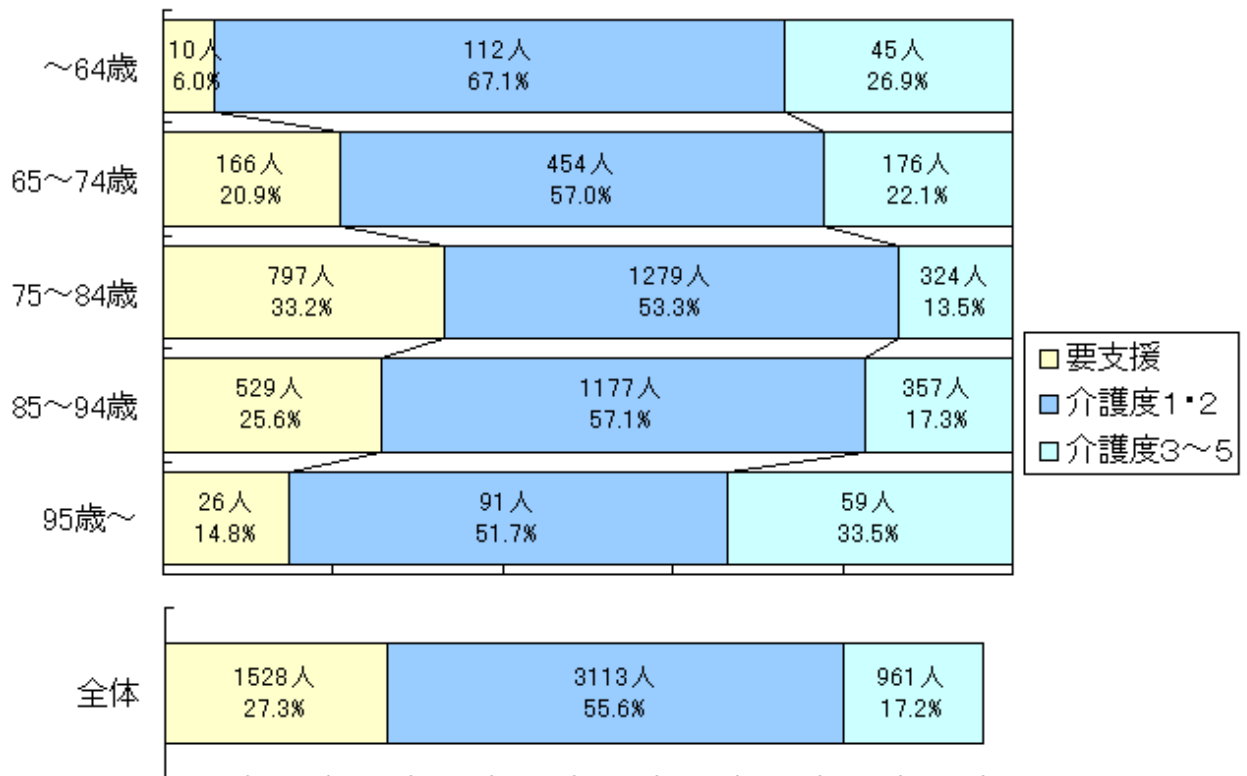 ～64歳
10人
6.0%
112人
67.1%
45人
26.9%
65～74歳
166人
20.9%
454人
57.0%
176人
22.1%
75～84歳
797人
33.2%
1279人
53.3%
324人
13.5%
85～94歳
529人
25.6%
1177人
57.1%
357人
17.3%
95歳～
26人
14.8%
91人
51.7%
59人
33.5%
要支援
介護度1・2
介護度3～5
全体
1528人
27.3%
3113人
55.6%
961人
17.2%